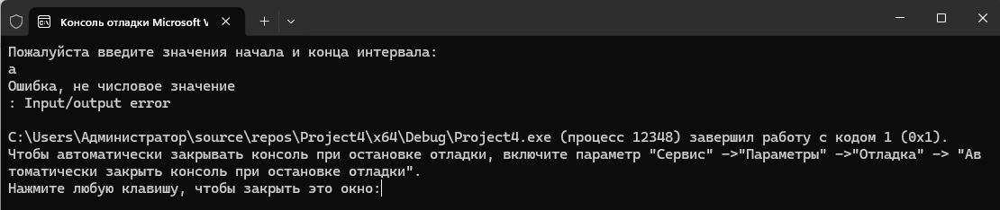 Консоль отладки Microsoft V
Пожалуйста введите значения начала и конца интервала:
а
Ошибка, не числовое значение
: Input/output error
C:\Users\Администратор\source\repos\Project4\x64\Debug\Project4.exe (процесс 12348) завершил работу с кодом 1 (0x1).
Чтобы автоматически закрывать консоль при остановке отладки, включите параметр "Сервис" ->"Параметры" ->"Отладка" -> "Ав
томатически закрыть консоль при остановке отладки".
Нажмите любую клавишу, чтобы закрыть это окно: